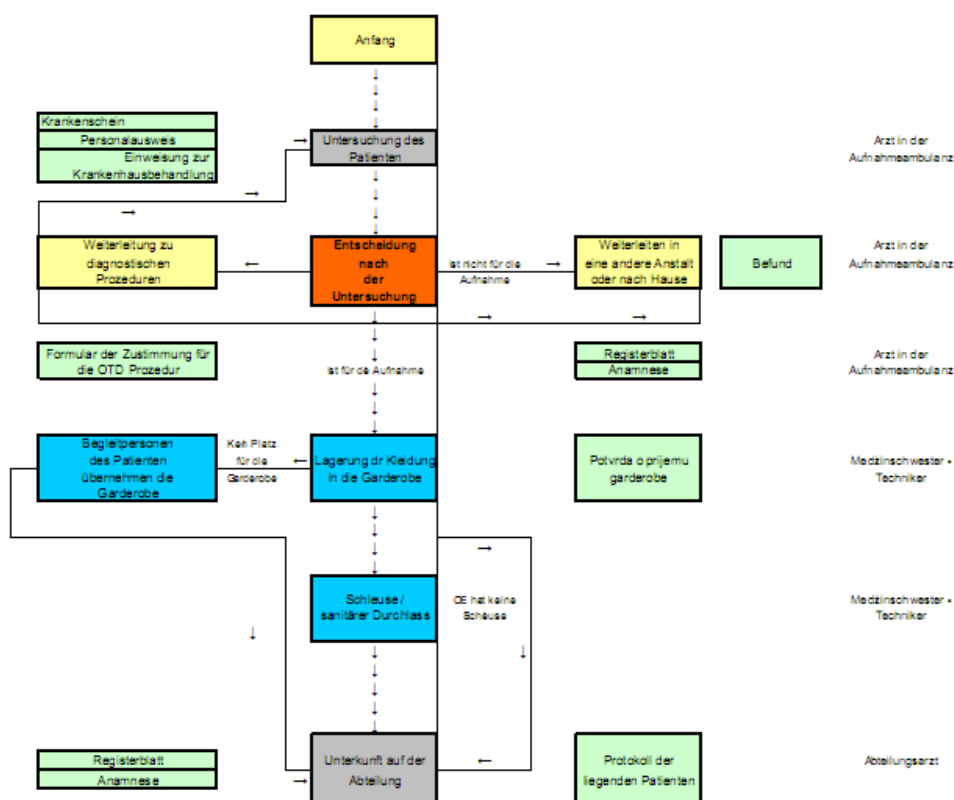 Anfang
Krankenschein
Personalausweis
Einweisung zur
Krankenhausbehandlung
Untersuchung des
Patienten
Arzt in der
Aufnahmeambulanz
Weiterleitung zu
diagnostischen
Prozeduren
Entscheidung
nach
der
Untersuchung
Ist nicht für die
Aufnahme
Weiterleiten in
eine andere Anstalt
oder nach Hause
Befund
Arzt in der
Aufnahmeambulanz
Formular der Zustimmung für
die OTD Prozedur
Ist für de Aufnahme
Registerblatt
Anamnese
Arzt in der
Aufnahmeambulanz
Begleitpersonen
des Patienten
übernehmen die
Garderobe
Kein Platz
für die
Garderobe
Lagerung dr Kleidung
in die Garderobe
Potvrda o prijemu
garderobe
Medizinschwester -
Techniker
Schleuse /
sanitärer Durchlass
OE hat keine
Scheuse
Medizinschwester -
Techniker
Registerblatt
Anamnese
Unterkunft auf der
Abteilung
Protokoll der
liegenden Patienten
Abteilungsarzt